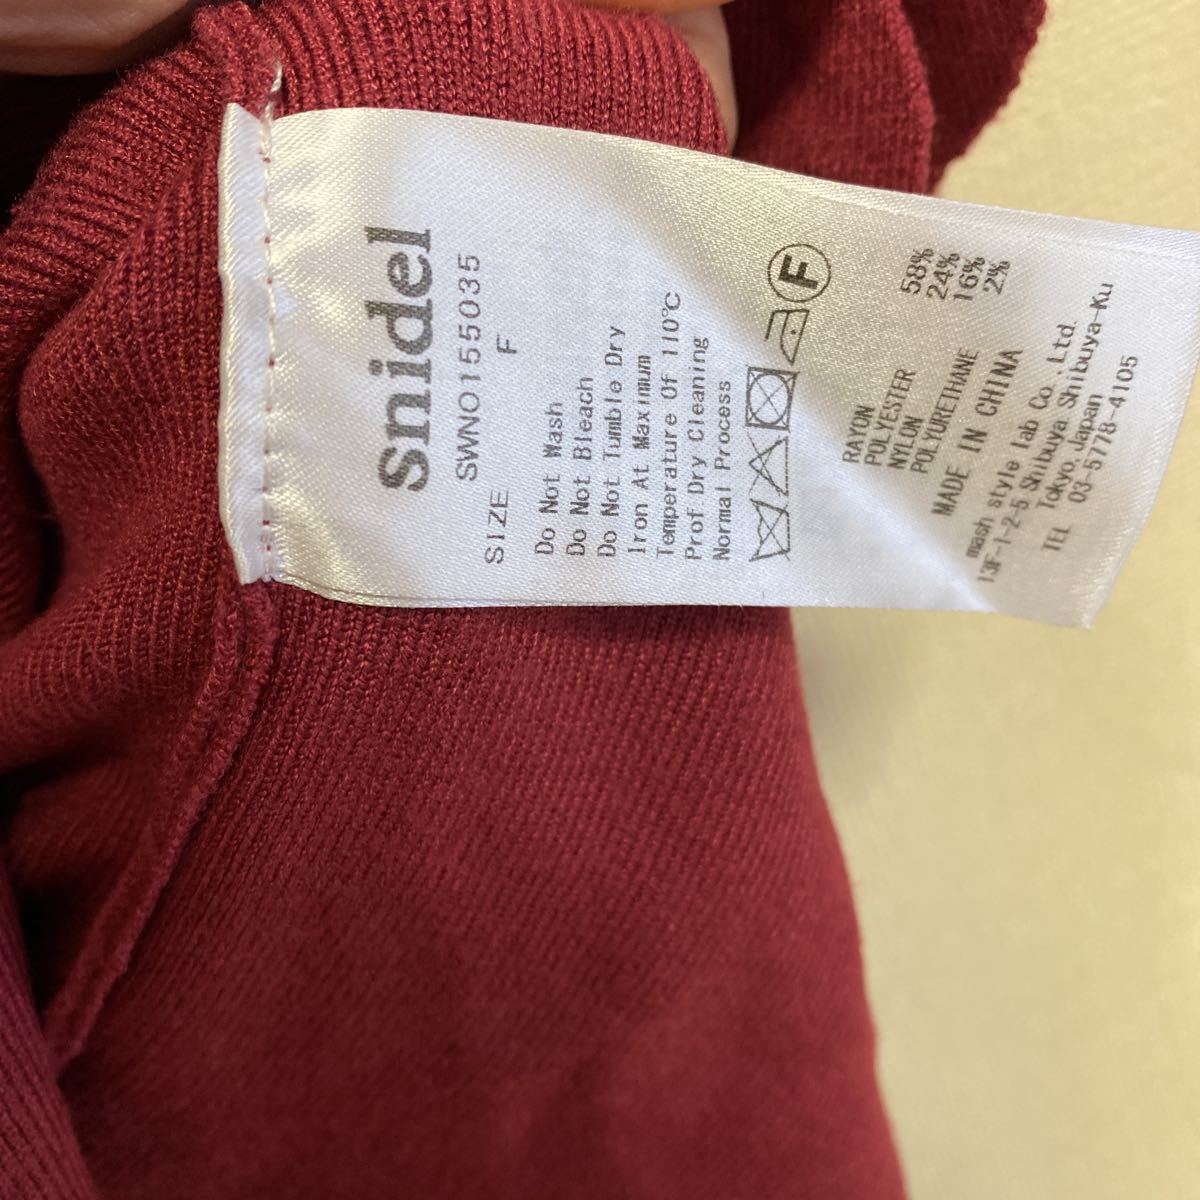 Snidel
SWNO155035
SIZE F
Do Not Wash
Do Not Bleach
Do Not Tumble Dry
Iron At Maximum
Temperature Of 110℃
Prof Dry Cleaning
Normal Process
F
RAYON 58%
POLYESTER 24%
NYLON 16%
POLYURETHANE 2%
MADE IN CHINA
mash style lab Co .,Ltd.
13F-1-2-5 Shibuya Shibuya-Ku
Tokyo,Japan
TEL 03-5778-4105